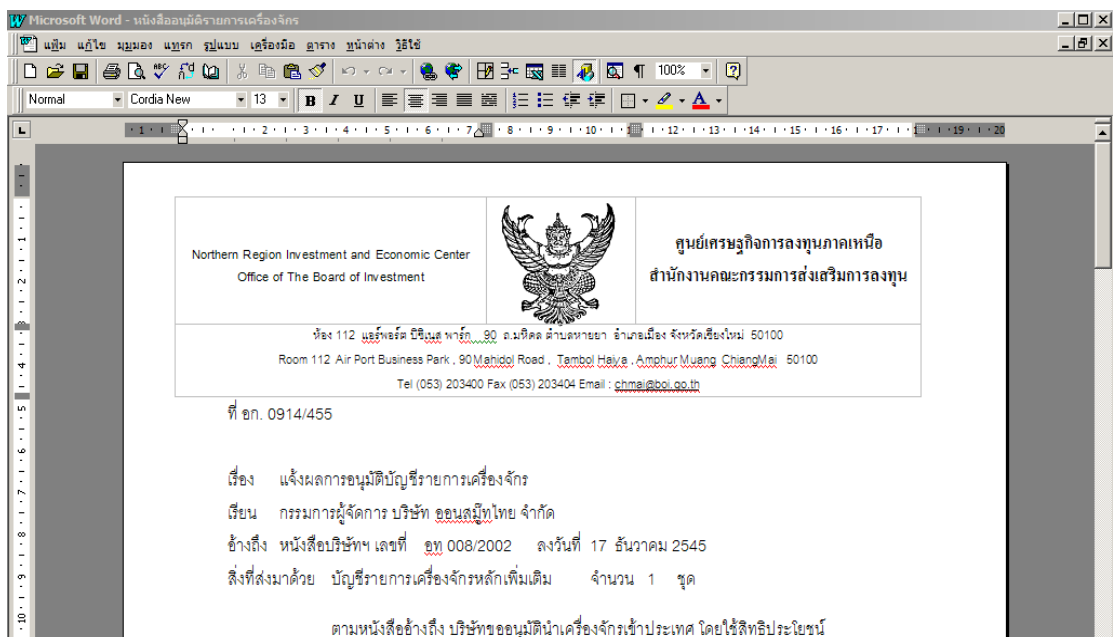 Microsoft Word - หนังสืออนุมัติรายการเครื่องจักร
แฟ้ม แก้ไข มุมมอง แทรก รูปแบบ เครื่องมือ ตาราง หน้าต่าง วิธีใช้
100%
Normal Cordia New 13 B I U
1 1 2 3 4 5 6 7 8 9 10 12 13 14 15 16 17 19 20
Northern Region Investment and Economic Center
Office of The Board of Investment
ศูนย์เศรษฐกิจการลงทุนภาคเหนือ
สำนักงานคณะกรรมการส่งเสริมการลงทุน
ห้อง 112 แอร์พอร์ต บิซิเนส พาร์ก 90 ถ.มหิดล ตำบลหายยา อำเภอเมือง จังหวัดเชียงใหม่ 50100
Room 112 Air Port Business Park , 90 Mahidol Road , Tambol Haiya , Amphur Muang ChiangMai 50100
Tel (053) 203400 Fax (053) 203404 Email : chmai@boi.go.th
ที่ อก. 0914/455
เรื่อง แจ้งผลการอนุมัติบัญชีรายการเครื่องจักร
เรียน กรรมการผู้จัดการ บริษัท ออนสมิ๊ทไทย จำกัด
อ้างถึง หนังสือบริษัทฯ เลขที่ อท 008/2002 ลงวันที่ 17 ธันวาคม 2545
สิ่งที่ส่งมาด้วย บัญชีรายการเครื่องจักรหลักเพิ่มเติม จำนวน 1 ชุด
ตามหนังสืออ้างถึง บริษัทขออนุมัตินำเครื่องจักรเข้าประเทศ โดยใช้สิทธิประโยชน์